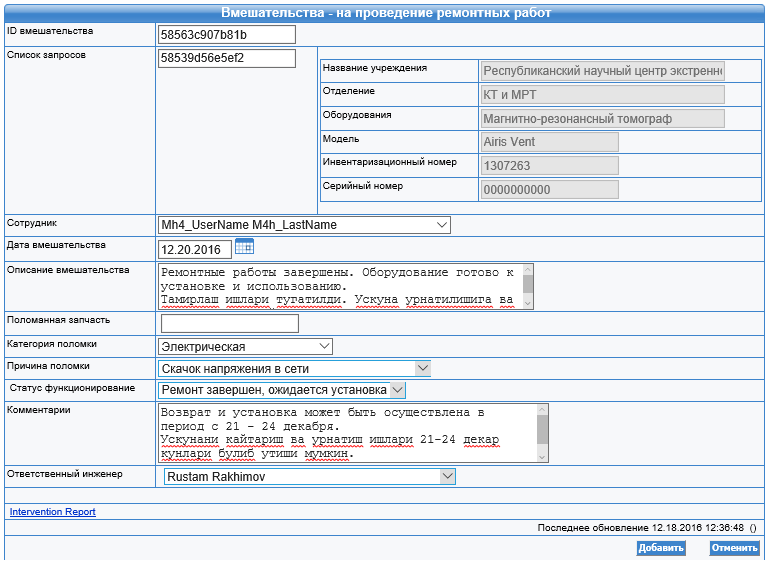 Вмешательства - на проведение ремонтных работ
ID вмешательства
58563c907b81b
Список запросов
58539d56e5ef2
Название учреждения
Республиканский научный центр экстренно
Отделение
КТ и МРТ
Оборудования
Магнитно-резонансный томограф
Модель
Airis Vent
Инвентаризационный номер
1307263
Серийный номер
0000000000
Сотрудник
Mh4_UserName M4h_LastName
Дата вмешательства
12.20.2016
Описание вмешательства
Ремонтные работы завершены. Оборудование готово к
установке и использованию.
Тамирлаш ишлари тугатилди. Ускуна урнатилишига ва
Поломанная запчасть
Категория поломки
Электрическая
Причина поломки
Скачок напряжения в сети
Статус функционирование
Ремонт завершен, ожидается установка
Комментарии
Возврат и установка может быть осуществлена в
период с 21 - 24 декабря.
Ускунани кайтариш ва урнатиш ишлари 21-24 декар
кунлари булиб утиши мумкин.
Ответственный инженер
Rustam Rakhimov
Intervention Report
Последнее обновление 12.18.2016 12:36:48 ()
Добавить
Отменить